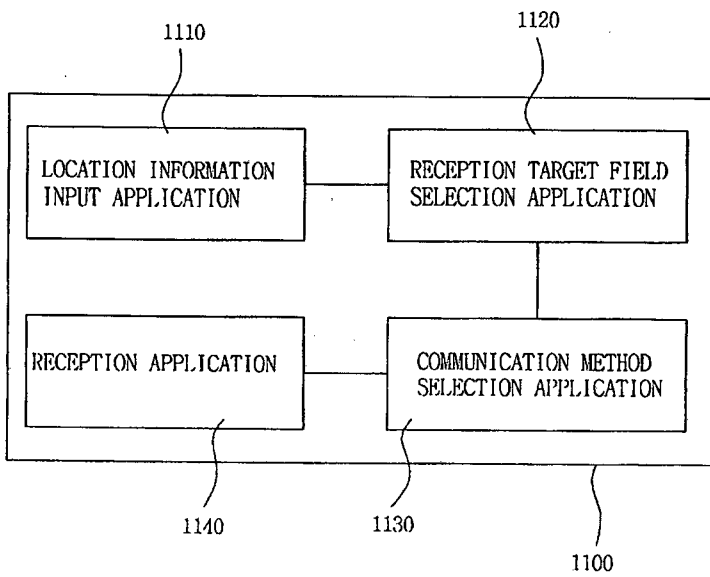 1110
1120
LOCATION INFORMATION
INPUT APPLICATION
RECEPTION TARGET FIELD
SELECTION APPLICATION
RECEPTION APPLICATION
COMMUNICATION METHOD
SELECTION APPLICATION
1140
1130
1100